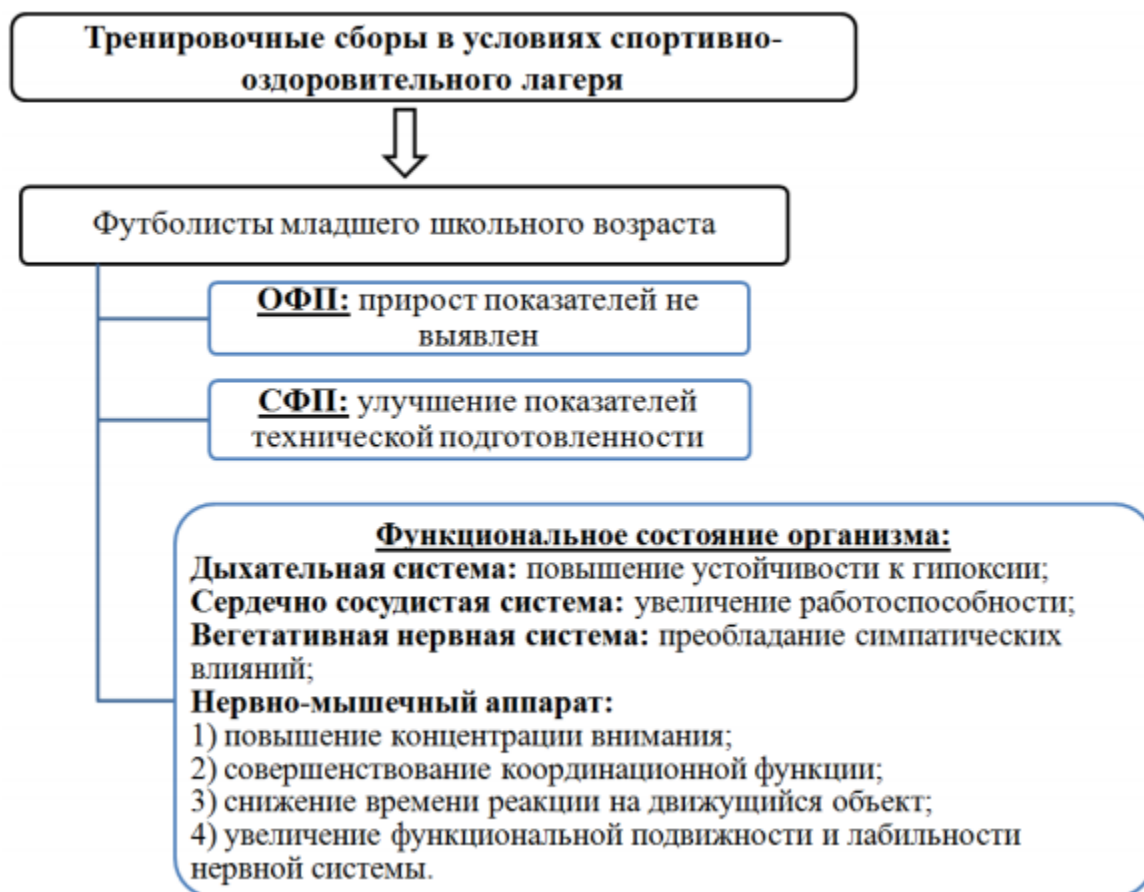 Тренировочные сборы в условиях спортивно-
оздоровительного лагеря
Футболисты младшего школьного возраста
ОФП: прирост показателей не
выявлен
СФП: улучшение показателей
технической подготовленности
Функциональное состояние организма:
Дыхательная система: повышение устойчивости к гипоксии;
Сердечно сосудистая система: увеличение работоспособности;
Вегетативная нервная система: преобладание симпатических
влияний;
Нервно-мышечный аппарат:
1) повышение концентрации внимания;
2) совершенствование координационной функции;
3) снижение времени реакции на движущийся объект;
4) увеличение функциональной подвижности и лабильности
нервной системы.